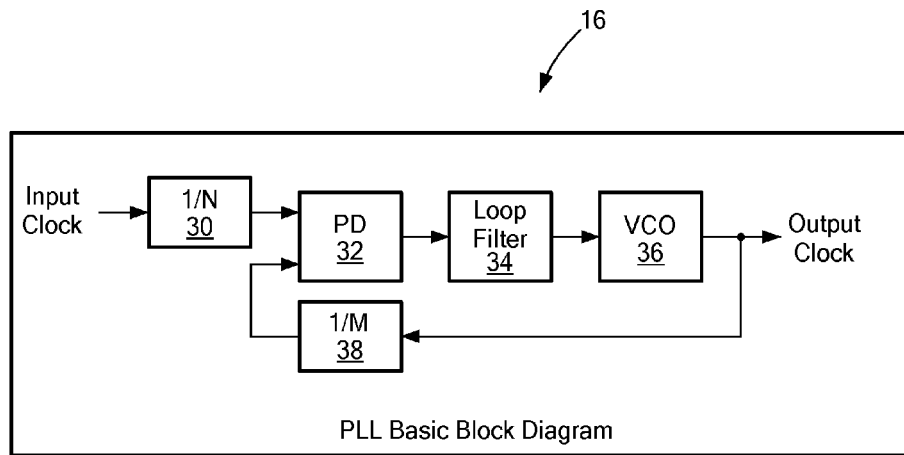 16
Input
Clock
1/N
30
PD
32
Loop
Filter
34
VCO
36
Output
Clock
1/M
38
PLL Basic Block Diagram